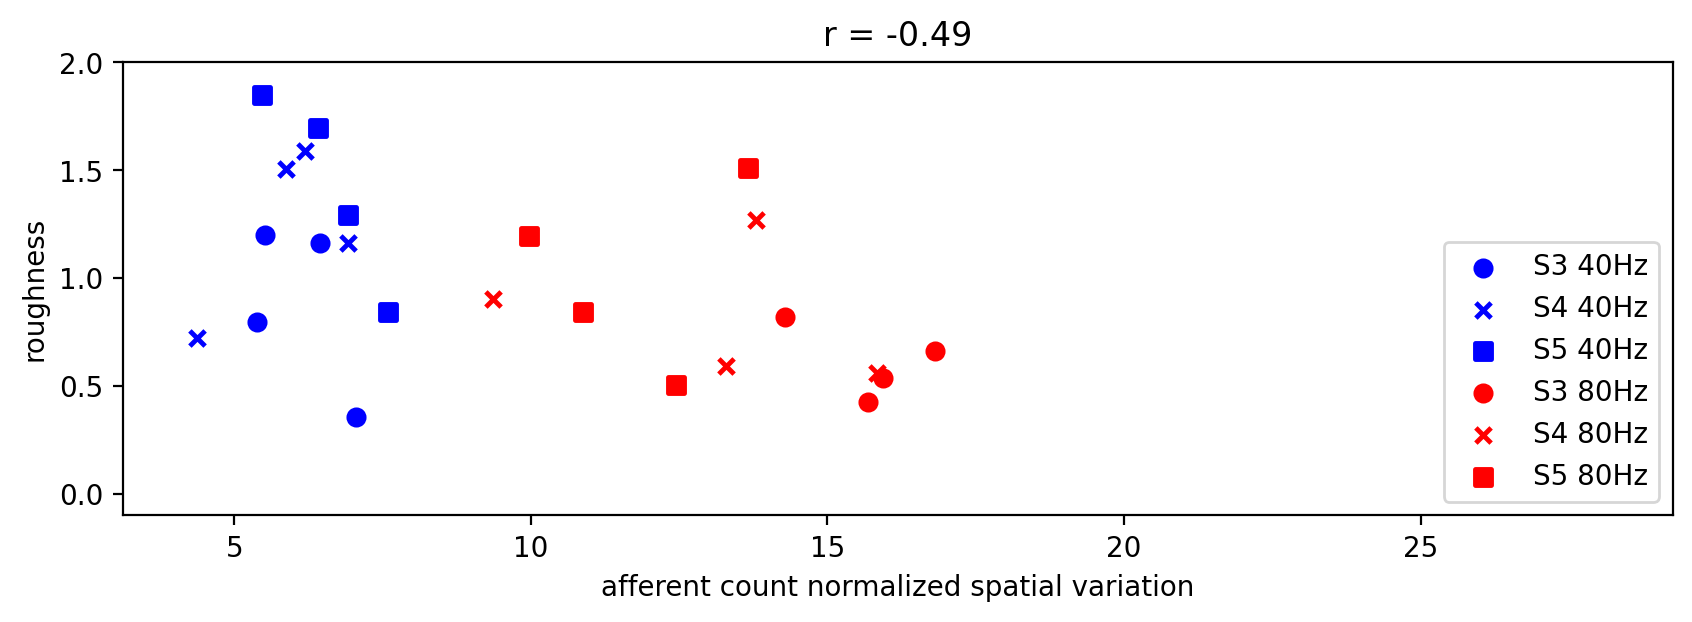 r = -0.49
2.0
1.5
1.0
0.5
0.0
roughness
S3 40Hz
S4 40Hz
S5 40Hz
S3 80Hz
S4 80Hz
S5 80Hz
5 10 15 20 25
afferent count normalized spatial variation